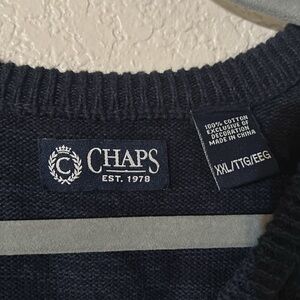 C
CHAPS
EST. 1978
100% COTTON
EXCLUSIVE OF
DECORATION
MADE IN CHINA
XXL/TTG/EEG